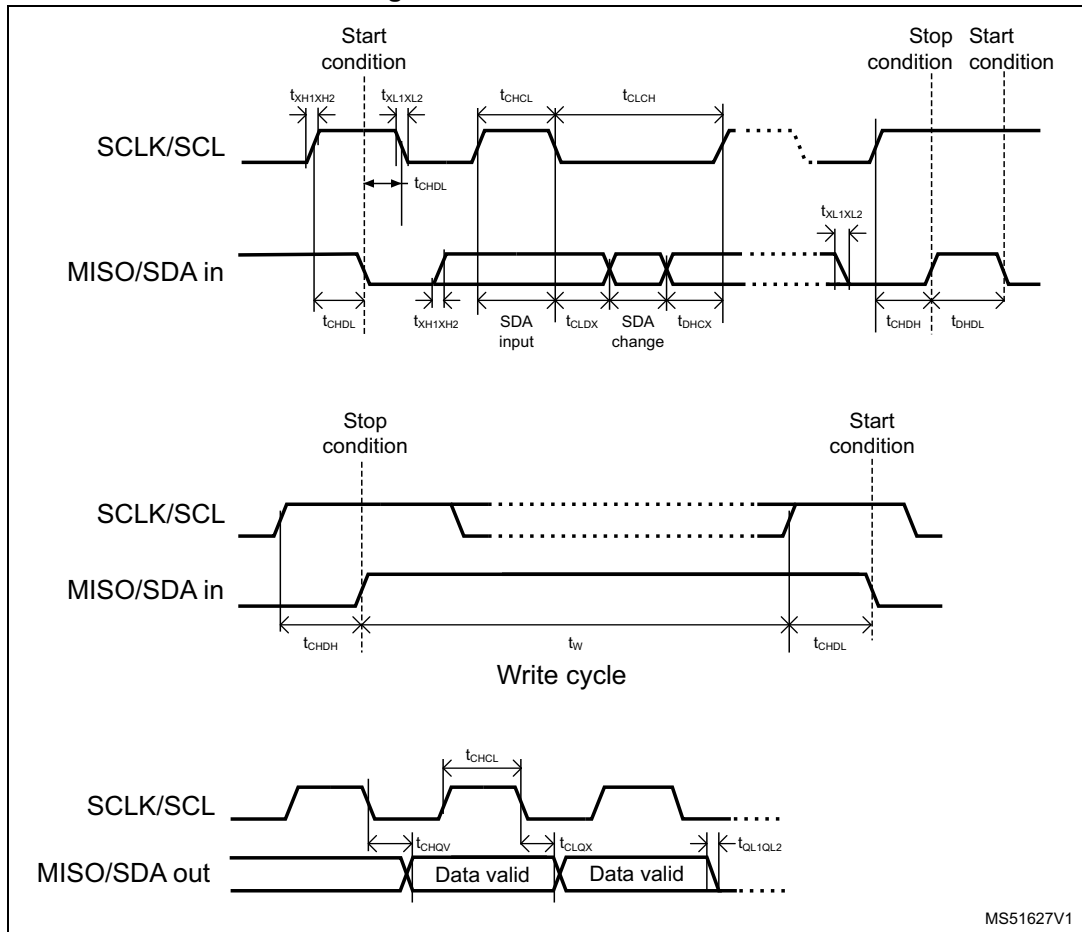 Start
condition
Stop
condition
Start
condition
tXH1XH2
tXL1XL2
tCHCL
tCLCH
SCLK/SCL
tCHDL
tXL1XL2
MISO/SDA in
tCHDL
tXH1XH2
SDA
input
tCLDX
SDA
change
tDHCX
tCHDH
tDHDL
Stop
condition
Start
condition
SCLK/SCL
MISO/SDA in
tCHDH
tW
tCHDL
Write cycle
tCHCL
SCLK/SCL
tCHQV
tCLQX
tQL1QL2
MISO/SDA out
Data valid
Data valid
MS51627V1